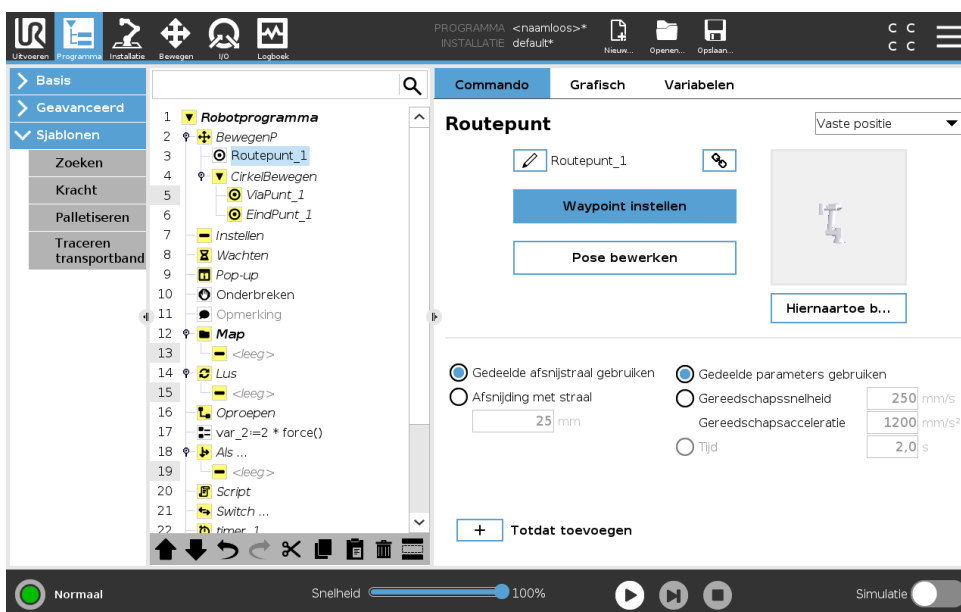 UR
PROGRAMMA <naamloos>*
INSTALLATIE default*
Uitvoeren Programma Installatie Bewegen I/O Logboek
Nieuw... Openen... Opslaan...
C C
C C
Basis
Geavanceerd
Sjablonen
Zoeken
Kracht
Palletiseren
Traceren
transportband
1 Robotprogramma
2 BewegenP
3 Routepunt_1
4 CirkelBewegen
5 ViaPunt_1
6 EindPunt_1
7 Instellen
8 Wachten
9 Pop-up
10 Onderbreken
11 Opmerking
12 Map
13 <leeg>
14 Lus
15 <leeg>
16 Oproepen
17 var_2:=2 * force()
18 Als ...
19 <leeg>
20 Script
21 Switch ...
22 timer_1
Commando Grafisch Variabelen
Routepunt
Vaste positie
Routepunt_1
Waypoint instellen
Pose bewerken
Hiernaartoe b...
Gedeelde afsnijstraal gebruiken
Afsnijding met straal
25 mm
Gedeelde parameters gebruiken
Gereedschapssnelheid 250 mm/s
Gereedschapsacceleratie 1200 mm/s²
Tijd 2,0 s
+ Totdat toevoegen
Normaal
Snelheid 100%
Simulatie